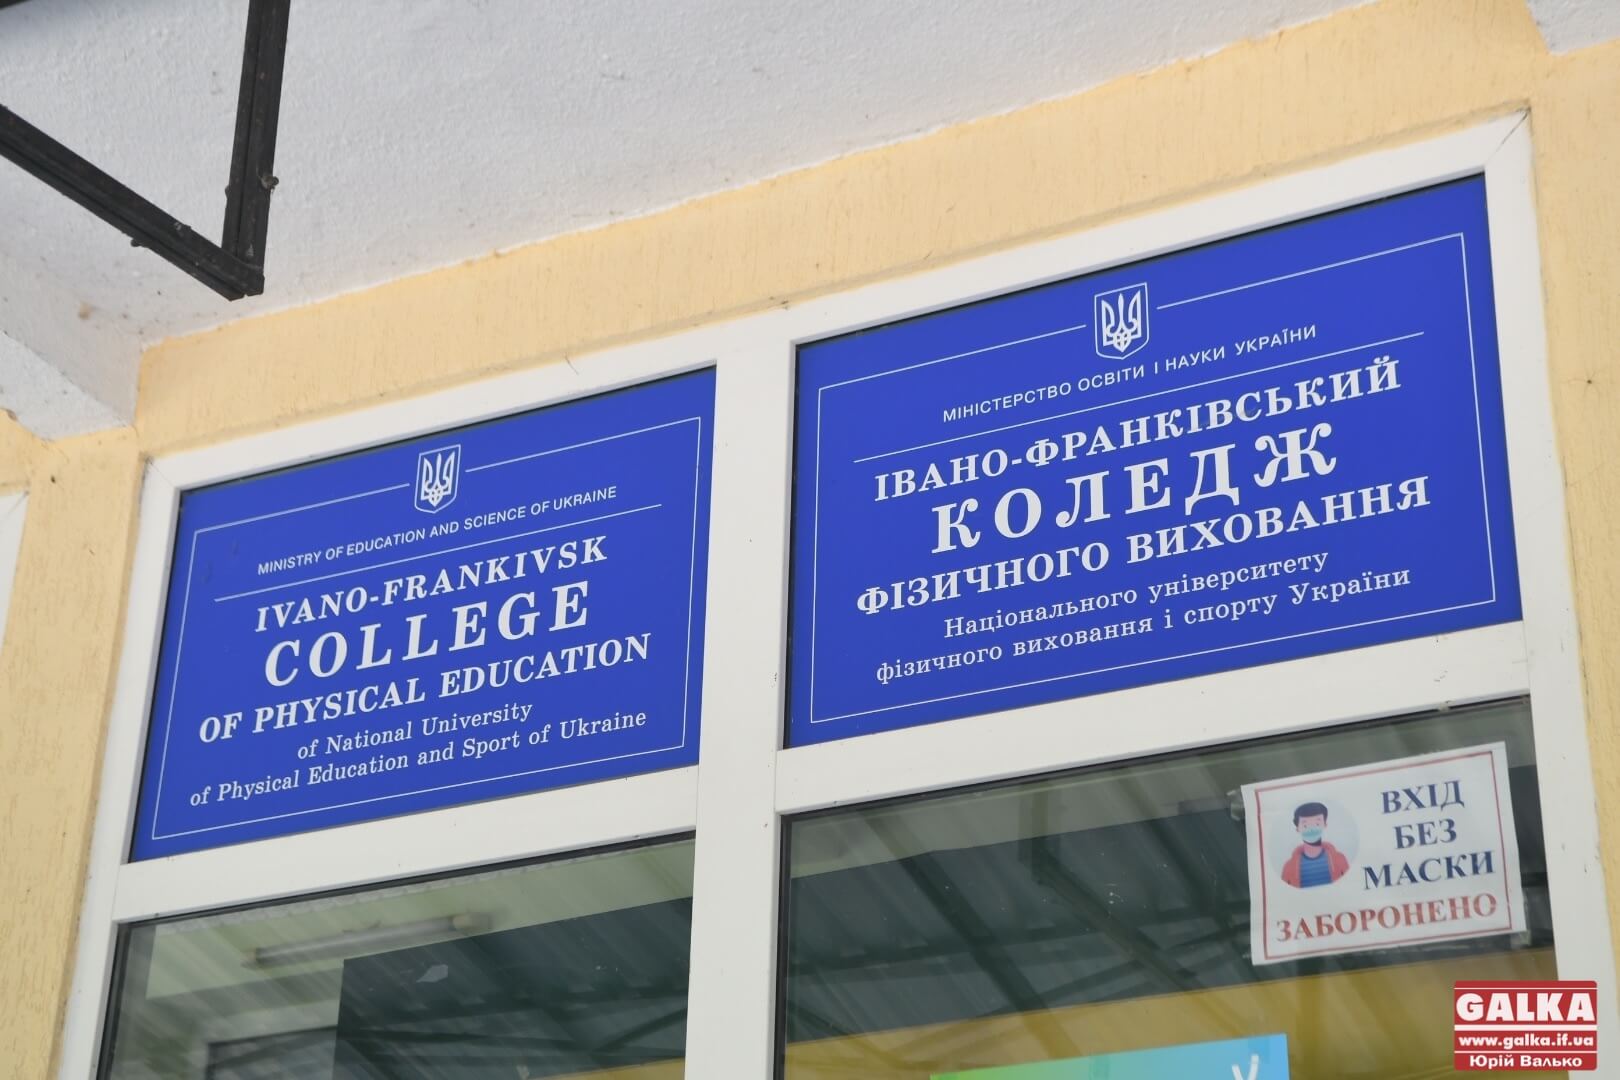 MINISTRY OF EDUCATION AND SCIENCE OF UKRAINE
IVANO-FRANKIVSK
COLLEGE
OF PHYSICAL EDUCATION
of National University
of Physical Education and Sport of Ukraine
МІНІСТЕРСТВО ОСВІТИ І НАУКИ УКРАЇНИ
ІВАНО-ФРАНКІВСЬКИЙ
КОЛЕДЖ
ФІЗИЧНОГО ВИХОВАННЯ
Національного університету
фізичного виховання і спорту України
ВХІД
БЕЗ
МАСКИ
ЗАБОРОНЕНО
GALKA
www.galka.if.ua
Юрій Валько